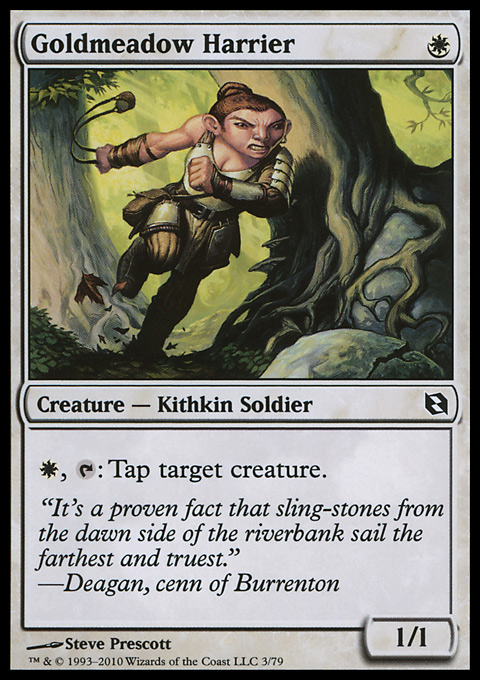 Goldmeadow Harrier
Creature — Kithkin Soldier
: Tap target creature.
“It’s a proven fact that sling-stones from
the dawn side of the riverbank sail the
farthest and truest.”
—Deagan, cenn of Burrenton
Steve Prescott
1/1
™ & © 1993–2010 Wizards of the Coast LLC 3/79